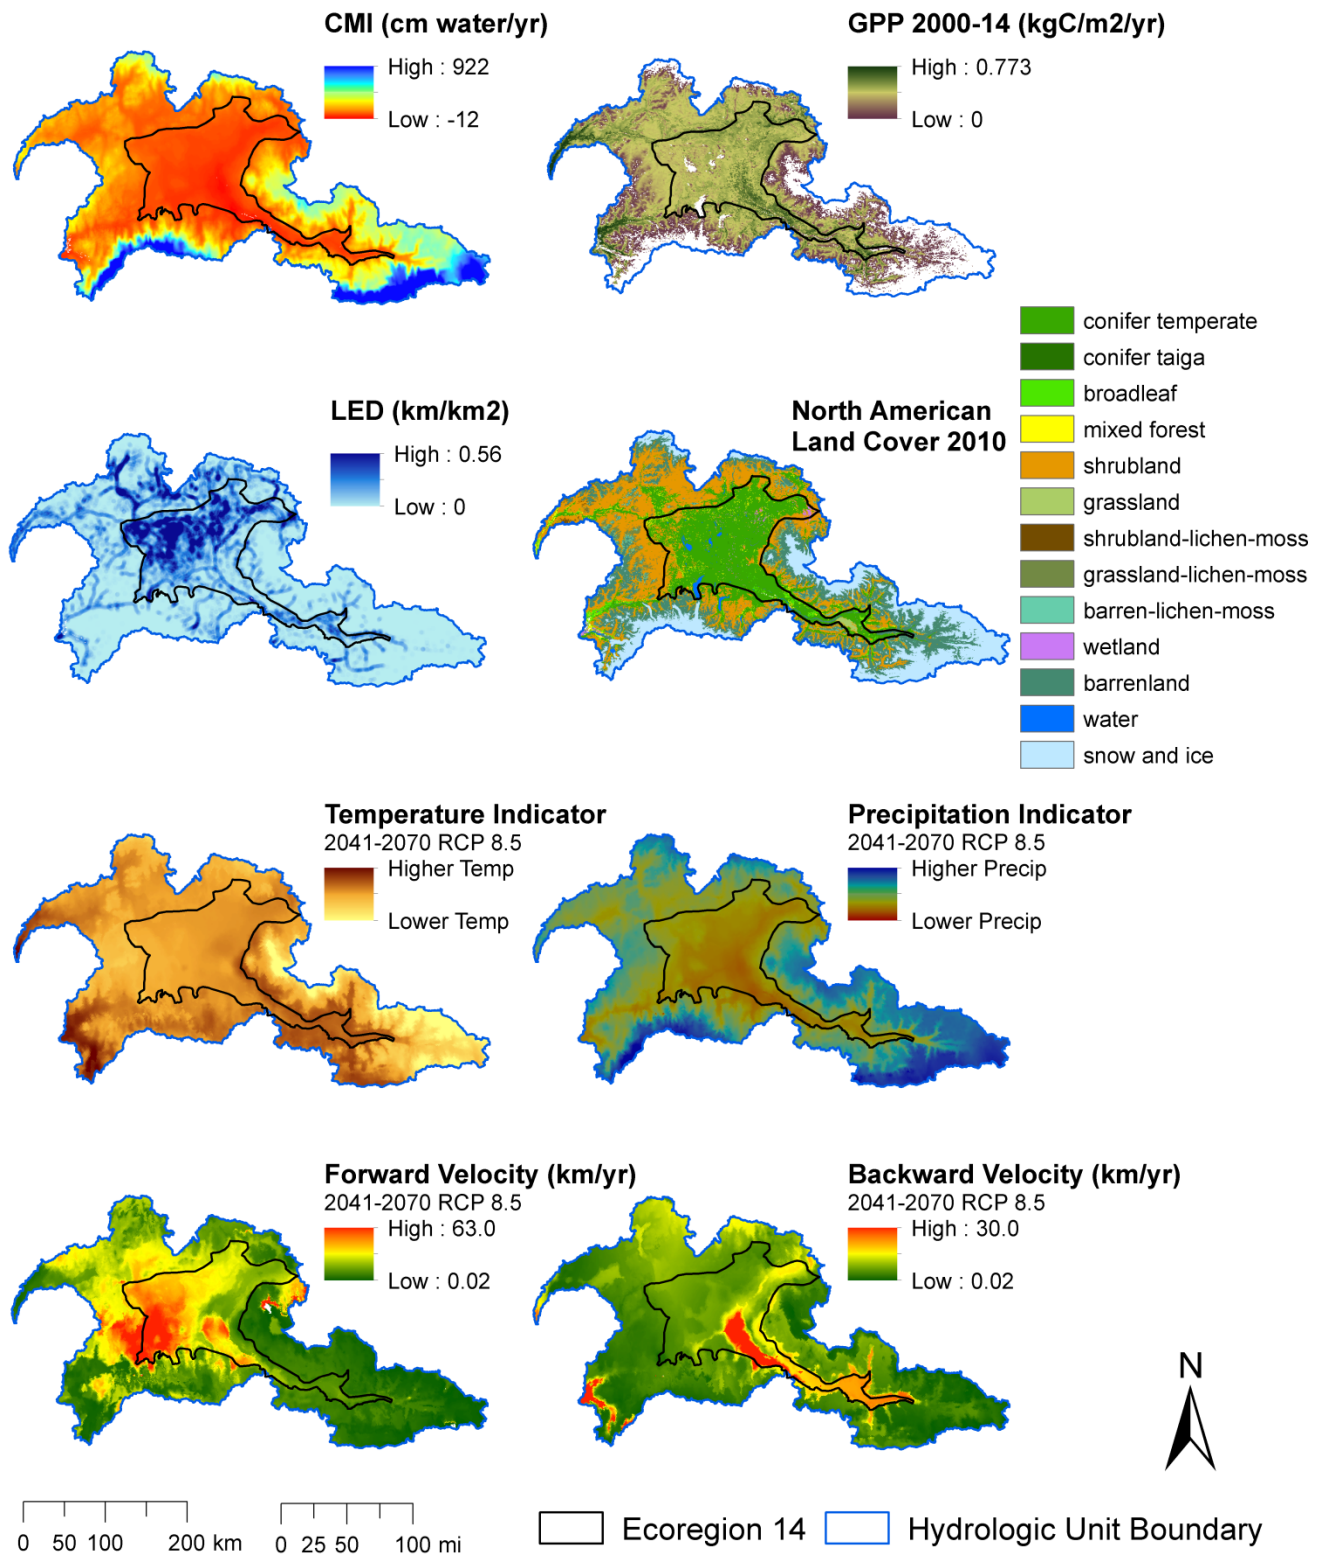 CMI (cm water/yr)
High : 922
Low : -12
GPP 2000-14 (kgC/m2/yr)
High : 0.773
Low : 0
LED (km/km2)
High : 0.56
Low : 0
North American
Land Cover 2010
conifer temperate
conifer taiga
broadleaf
mixed forest
shrubland
grassland
shrubland-lichen-moss
grassland-lichen-moss
barren-lichen-moss
wetland
barrenland
water
snow and ice
Temperature Indicator
2041-2070 RCP 8.5
Higher Temp
Lower Temp
Precipitation Indicator
2041-2070 RCP 8.5
Higher Precip
Lower Precip
Forward Velocity (km/yr)
2041-2070 RCP 8.5
High : 63.0
Low : 0.02
Backward Velocity (km/yr)
2041-2070 RCP 8.5
High : 30.0
Low : 0.02
N
0 50 100 200 km
0 25 50 100 mi
Ecoregion 14
Hydrologic Unit Boundary